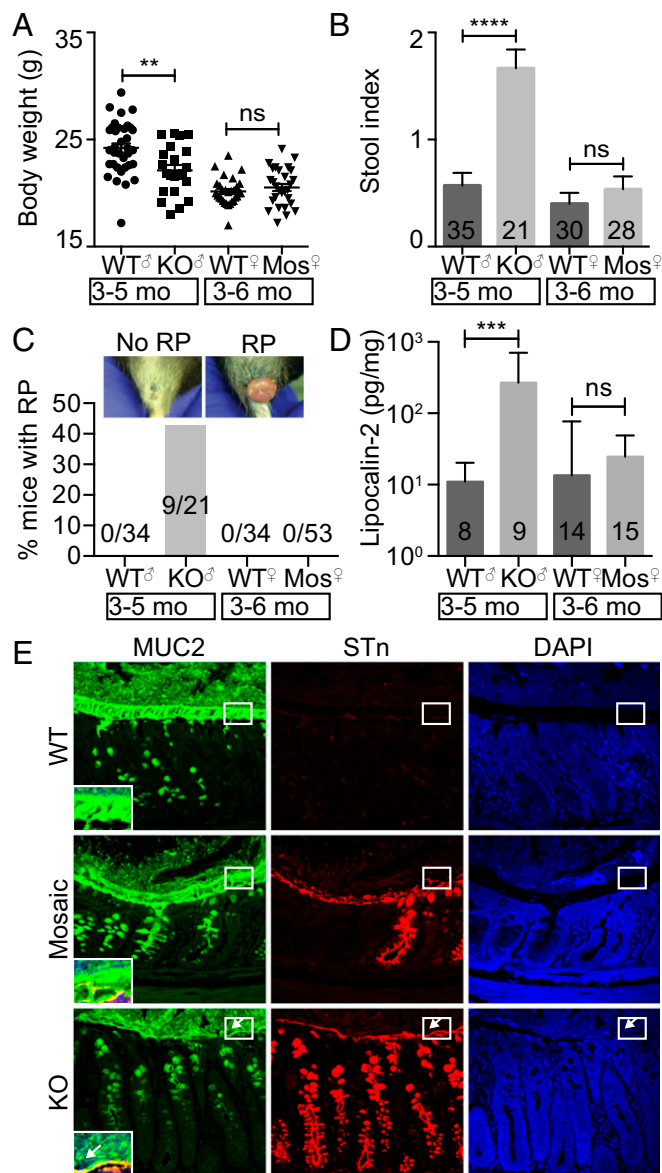 A
Body weight (g)
35
25
15
**
ns
WT♂ KO♂ WT♀ Mos♀
3-5 mo 3-6 mo
B
Stool index
2
1
0
****
ns
35 21 30 28
WT♂ KO♂ WT♀ Mos♀
3-5 mo 3-6 mo
C
No RP RP
% mice with RP
50
40
30
20
10
0
0/34 9/21 0/34 0/53
WT♂ KO♂ WT♀ Mos♀
3-5 mo 3-6 mo
D
Lipocalin-2 (pg/mg)
10³
10²
10¹
10⁰
***
ns
8 9 14 15
WT♂ KO♂ WT♀ Mos♀
3-5 mo 3-6 mo
E
MUC2 STn DAPI
WT
Mosaic
KO